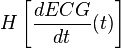 H [ dECG/dt (t) ]